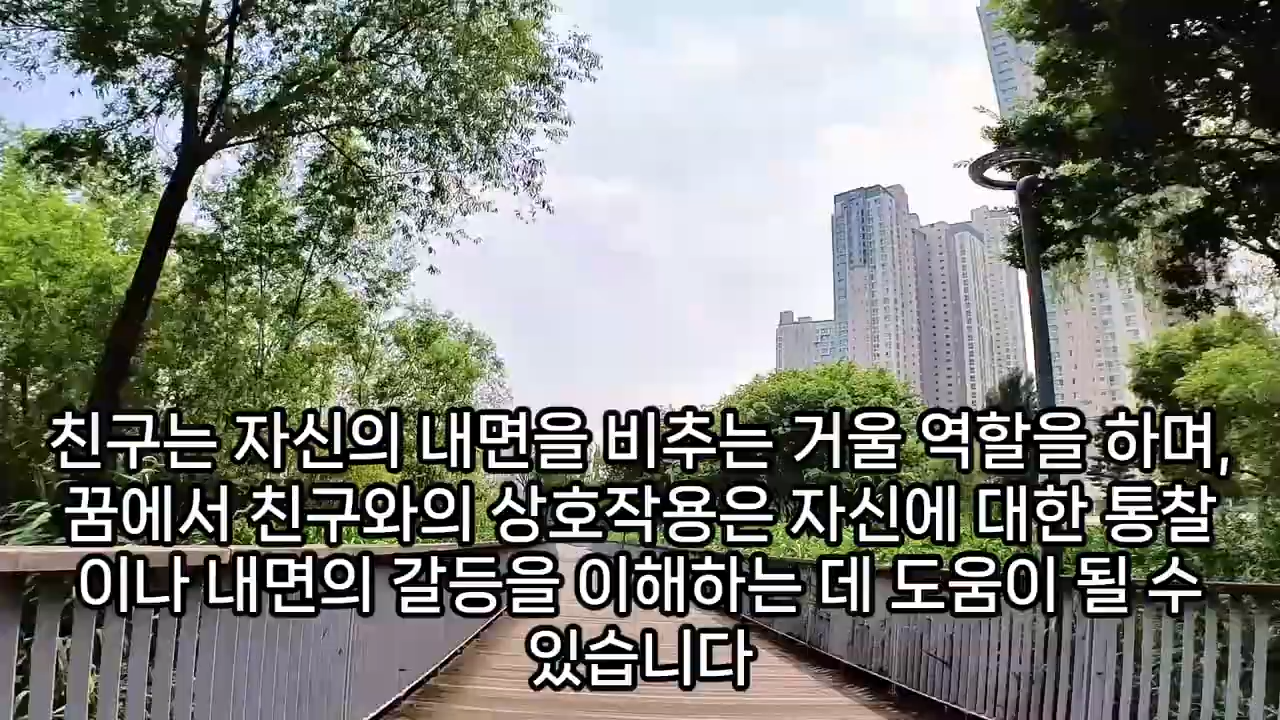 친구는 자신의 내면을 비추는 거울 역할을 하며,
꿈에서 친구와의 상호작용은 자신에 대한 통찰
이나 내면의 갈등을 이해하는 데 도움이 될 수
있습니다